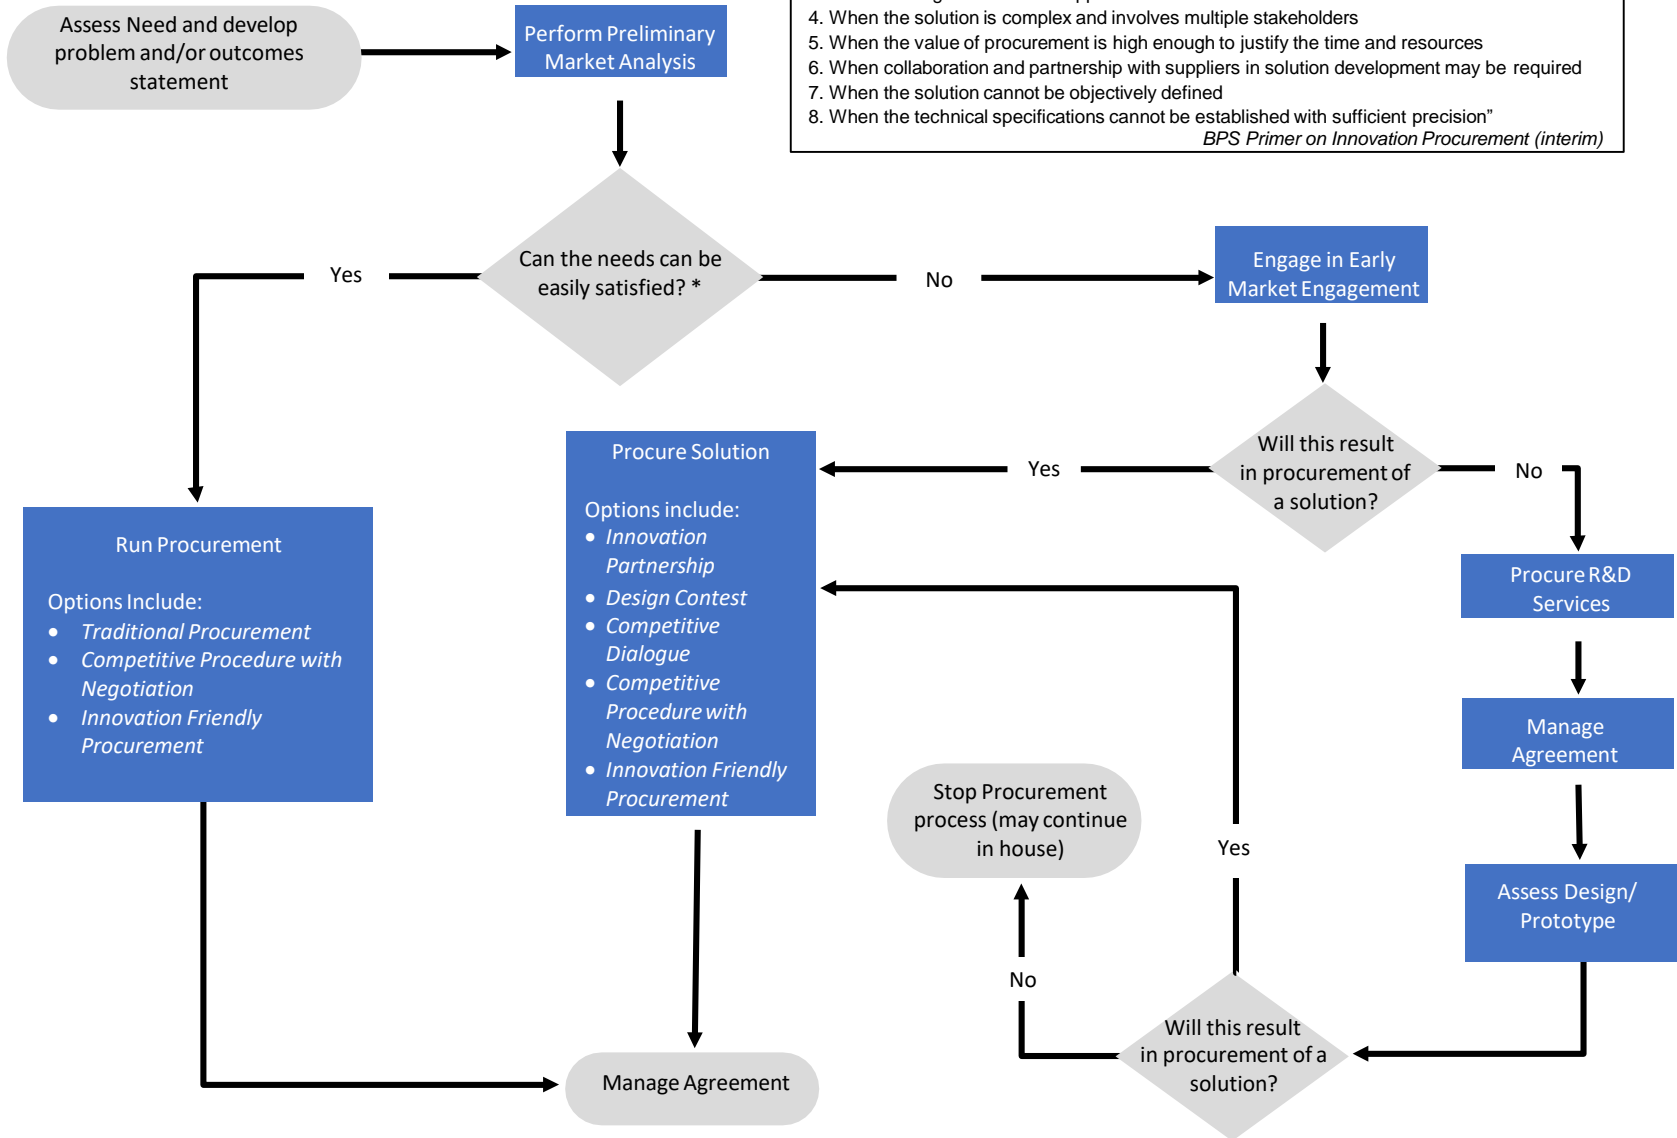 Assess Need and develop
problem and/or outcomes
statement
Perform Preliminary
Market Analysis
4. When the solution is complex and involves multiple stakeholders
5. When the value of procurement is high enough to justify the time and resources
6. When collaboration and partnership with suppliers in solution development may be required
7. When the solution cannot be objectively defined
8. When the technical specifications cannot be established with sufficient precision”
BPS Primer on Innovation Procurement (interim)
Can the needs can be
easily satisfied? *
Yes
No
Engage in Early
Market Engagement
Will this result
in procurement of
a solution?
Yes
No
Procure Solution
Options include:
• Innovation
Partnership
• Design Contest
• Competitive
Dialogue
• Competitive
Procedure with
Negotiation
• Innovation Friendly
Procurement
Run Procurement
Options Include:
• Traditional Procurement
• Competitive Procedure with
Negotiation
• Innovation Friendly
Procurement
Procure R&D
Services
Manage
Agreement
Assess Design/
Prototype
Stop Procurement
process (may continue
in house)
Yes
No
Will this result
in procurement of a
solution?
Manage Agreement